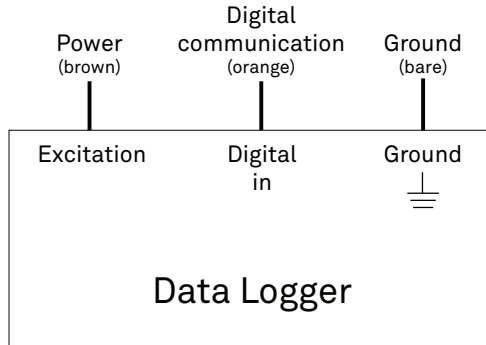 Power
(brown)
Digital
communication
(orange)
Ground
(bare)
Excitation
Digital
in
Ground
Data Logger